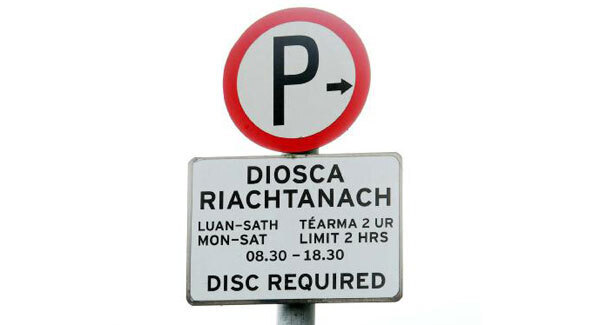 P
DIOSCA
RIACHTANACH
LUAN-SATH TÉARMA 2 UR
MON-SAT LIMIT 2 HRS
08.30 - 18.30
DISC REQUIRED